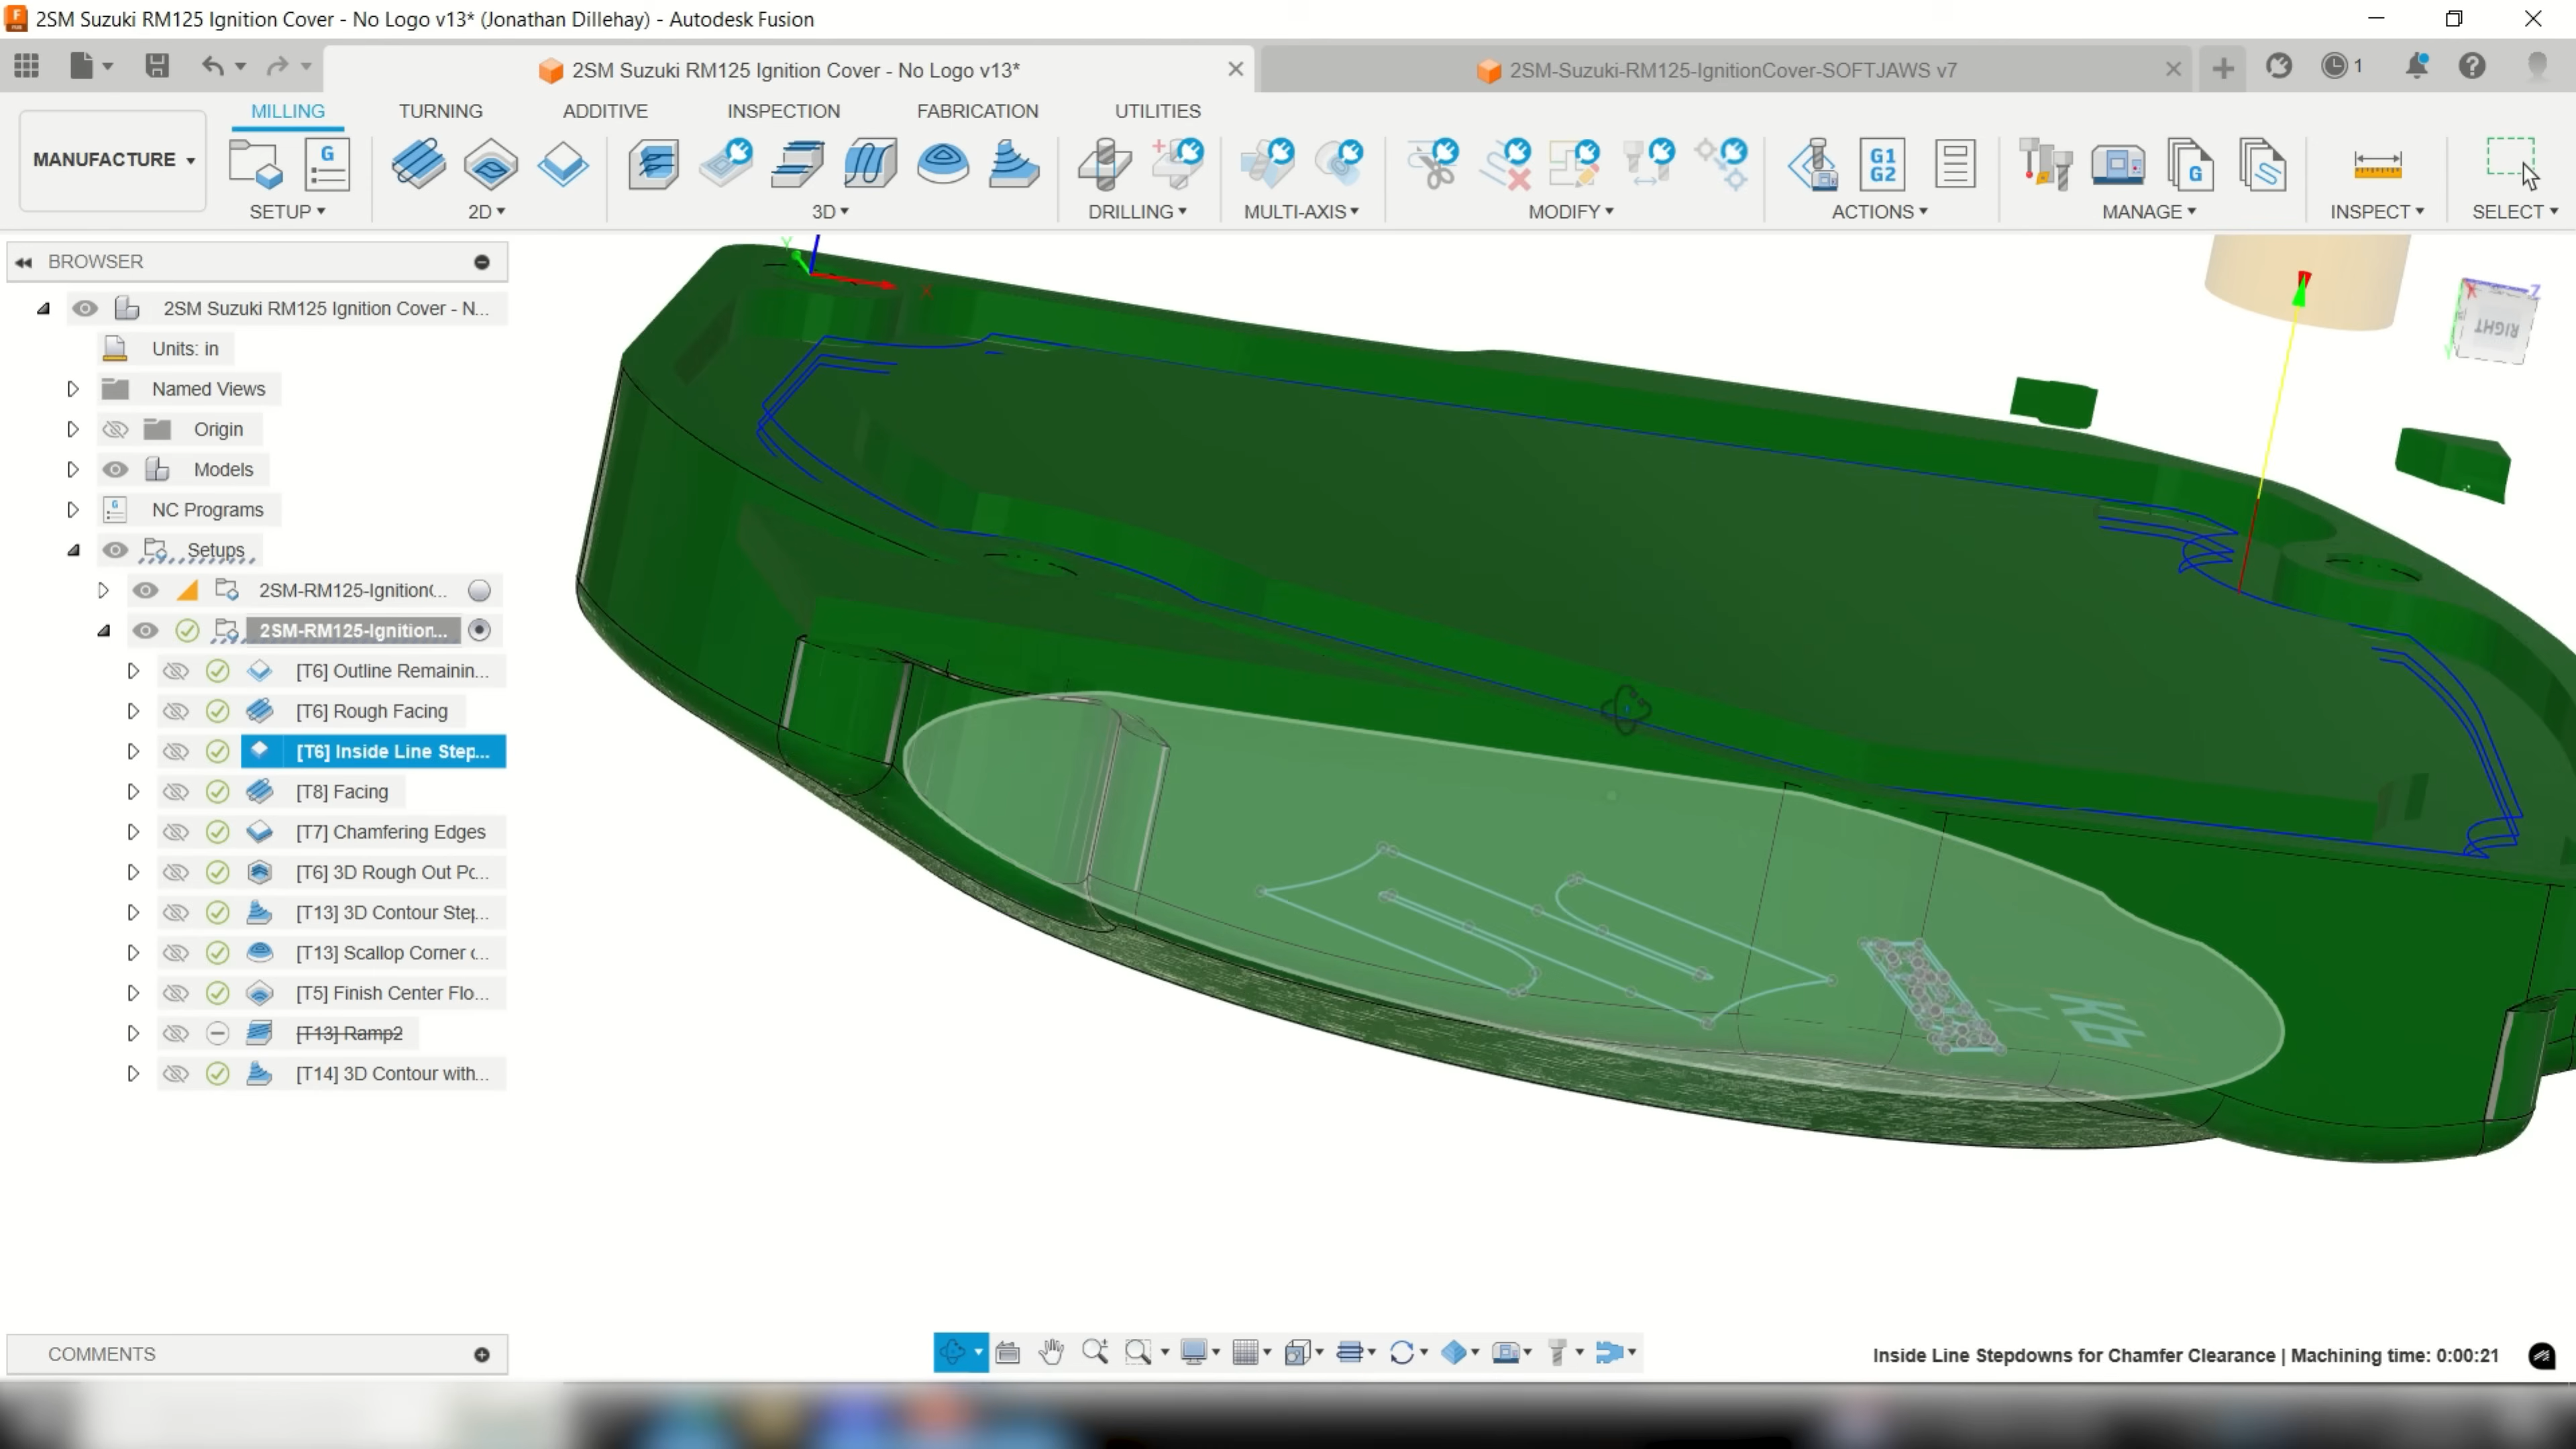 2SM Suzuki RM125 Ignition Cover - No Logo v13* (Jonathan Dillehay) - Autodesk Fusion
2SM Suzuki RM125 Ignition Cover - No Logo v13*
2SM-Suzuki-RM125-IgnitionCover-SOFTJAWS v7
1
MILLING
TURNING
ADDITIVE
INSPECTION
FABRICATION
UTILITIES
MANUFACTURE
SETUP
2D
3D
DRILLING
MULTI-AXIS
MODIFY
ACTIONS
MANAGE
INSPECT
SELECT
G
G1
G2
G
BROWSER
2SM Suzuki RM125 Ignition Cover - N...
Units: in
Named Views
Origin
Models
NC Programs
Setups
2SM-RM125-Ignition(...
2SM-RM125-Ignition...
[T6] Outline Remainin...
[T6] Rough Facing
[T6] Inside Line Step...
[T8] Facing
[T7] Chamfering Edges
[T6] 3D Rough Out Po...
[T13] 3D Contour Step...
[T13] Scallop Corner c...
[T5] Finish Center Flo...
[T13] Ramp2
[T14] 3D Contour with...
Y
X
RIGHT
X
Z
Y
COMMENTS
Inside Line Stepdowns for Chamfer Clearance | Machining time: 0:00:21